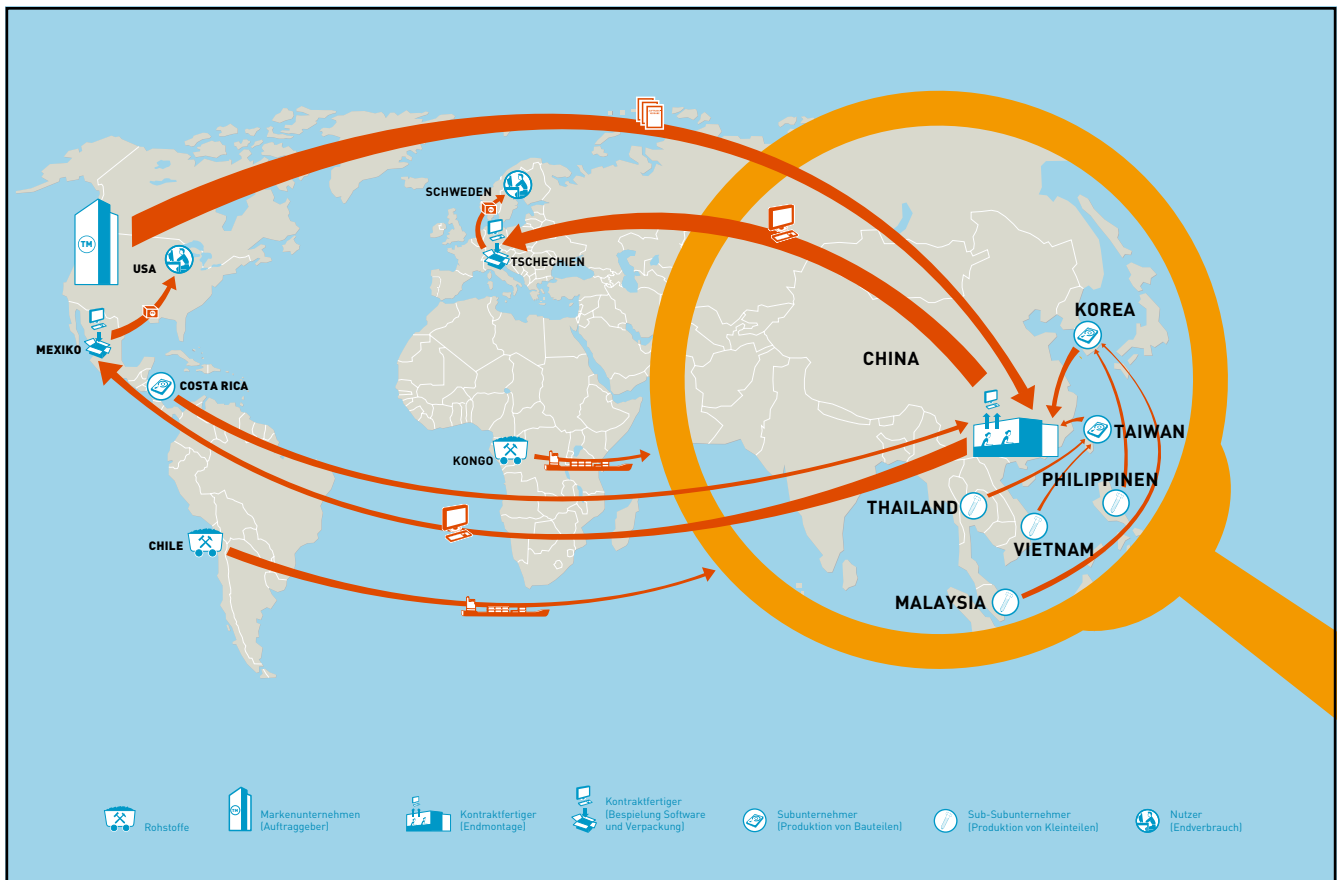 SCHWEDEN
TSCHECHIEN
TM
USA
KOREA
MEXIKO
CHINA
COSTA RICA
TAIWAN
KONGO
PHILIPPINEN
THAILAND
CHILE
VIETNAM
MALAYSIA
Rohstoffe
TM
Markenunternehmen
(Auftraggeber)
Kontraktfertiger
(Endmontage)
Kontraktfertiger
(Bespielung Software
und Verpackung)
Subunternehmer
(Produktion von Bauteilen)
Sub-Subunternehmer
(Produktion von Kleinteilen)
Nutzer
(Endverbrauch)